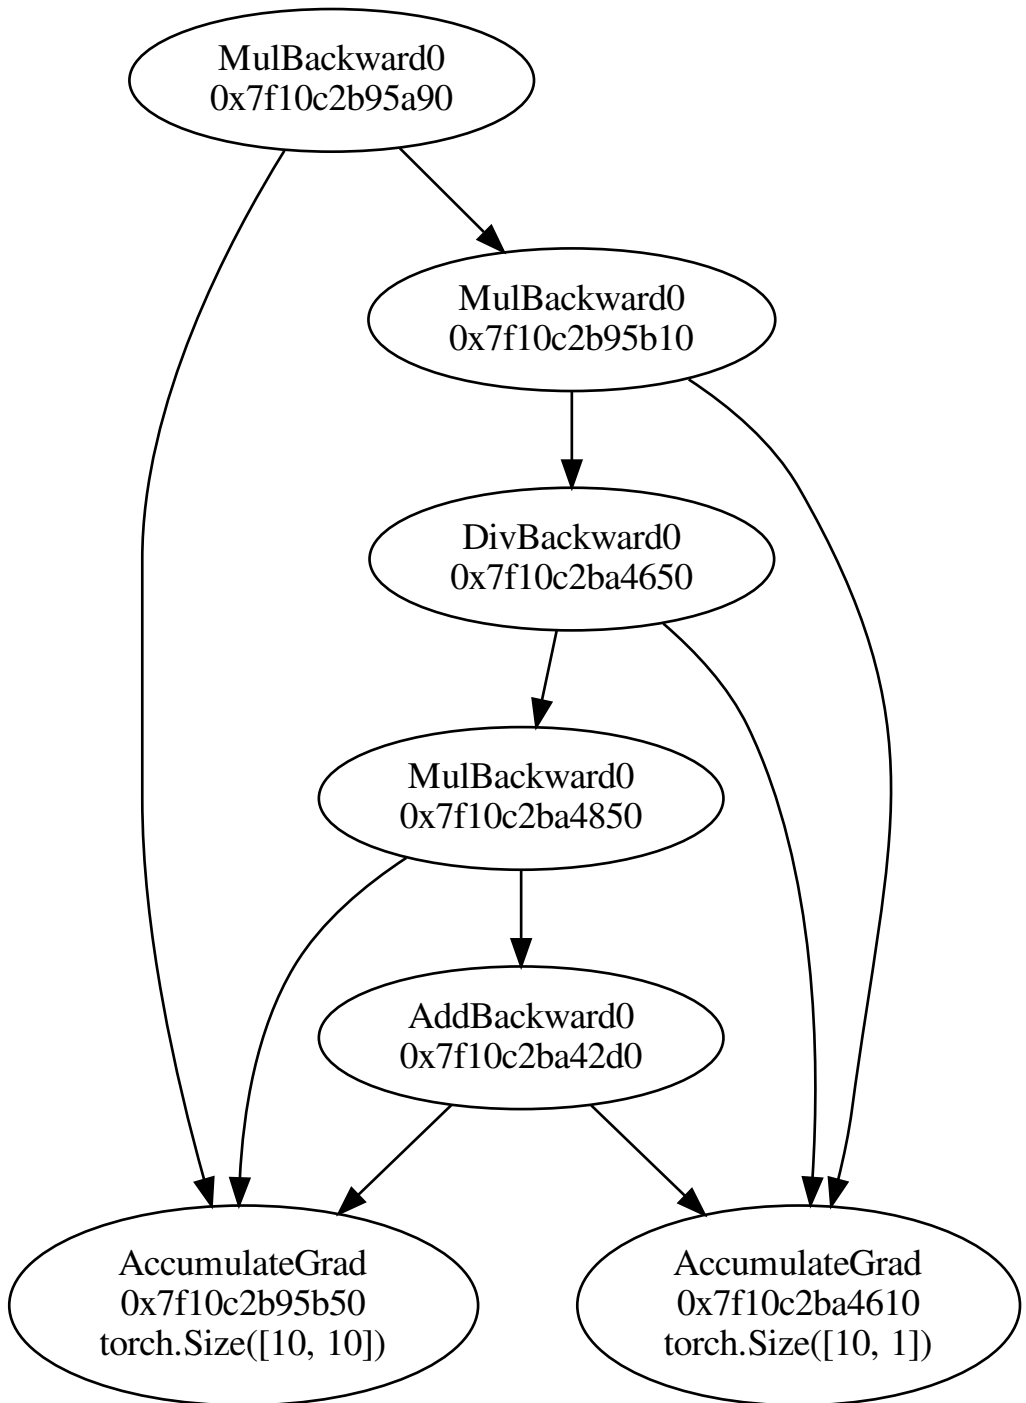 MulBackward0
0x7f10c2b95a90
MulBackward0
0x7f10c2b95b10
DivBackward0
0x7f10c2ba4650
MulBackward0
0x7f10c2ba4850
AddBackward0
0x7f10c2ba42d0
AccumulateGrad
0x7f10c2b95b50
torch.Size([10, 10])
AccumulateGrad
0x7f10c2ba4610
torch.Size([10, 1])